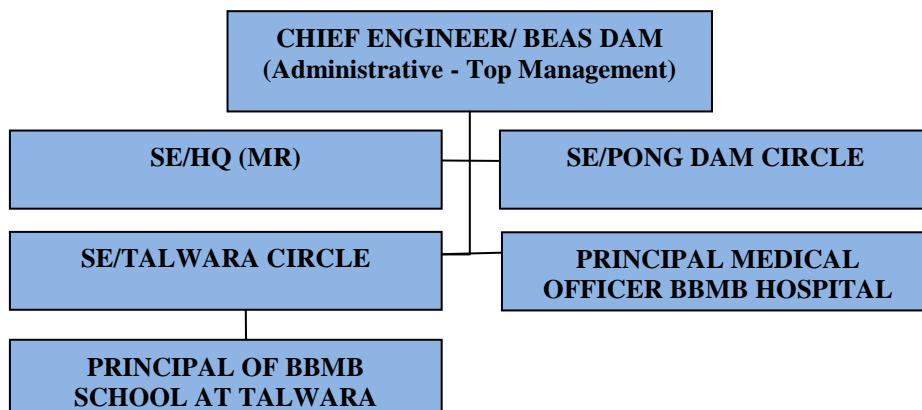 CHIEF ENGINEER/ BEAS DAM
(Administrative - Top Management)
SE/HQ (MR)
SE/PONG DAM CIRCLE
SE/TALWARA CIRCLE
PRINCIPAL MEDICAL
OFFICER BBMB HOSPITAL
PRINCIPAL OF BBMB
SCHOOL AT TALWARA